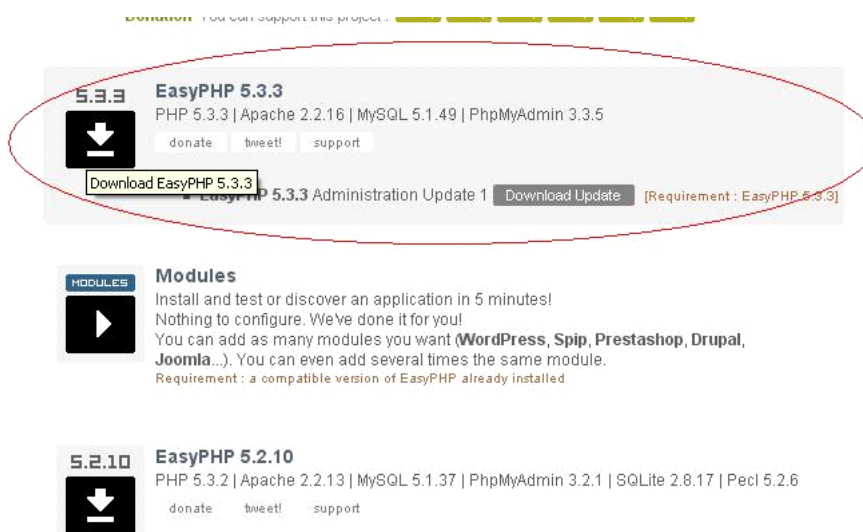 Donation You can support this project :
5.3.3
EasyPHP 5.3.3
PHP 5.3.3 | Apache 2.2.16 | MySQL 5.1.49 | PhpMyAdmin 3.3.5
donate tweet! support
Download EasyPHP 5.3.3
EasyPHP 5.3.3 Administration Update 1 Download Update [Requirement : EasyPHP 5.3.3]
MODULES
Modules
Install and test or discover an application in 5 minutes!
Nothing to configure. We've done it for you!
You can add as many modules you want (WordPress, Spip, Prestashop, Drupal,
Joomla...). You can even add several times the same module.
Requirement : a compatible version of EasyPHP already installed
5.2.10
EasyPHP 5.2.10
PHP 5.3.2 | Apache 2.2.13 | MySQL 5.1.37 | PhpMyAdmin 3.2.1 | SQLite 2.8.17 | Pecl 5.2.6
donate tweet! support